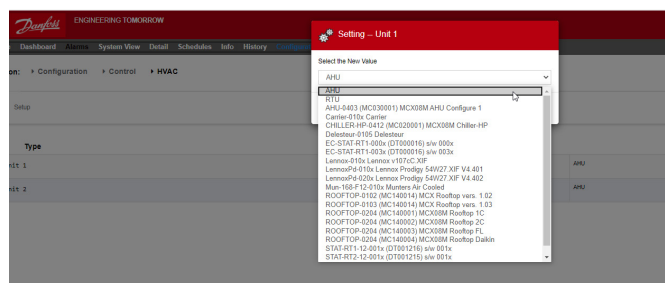 Danfoss ENGINEERING TOMORROW
Setting -- Unit 1
Dashboard Alarms System View Detail Schedules Info History
Select the New Value
on: Configuration Control HVAC
AHU
AHU
RTU
Setup
AHU-0403 (MC030001) MCX08M AHU Configure 1
Carrier-010x Carrier
CHILLER-HP-0412 (MC020001) MCX08M Chiller-HP
Delesteur-0105 Delesteur
EC-STAT-RT1-000x (DT000016) s/w 000x
Type
EC-STAT-RT1-003x (DT000016) s/w 003x
Lennox-010x Lennox v107cC.XIF
nit 1
AHU
LennoxPd-010x Lennox Prodigy 54W27.XIF V4.401
LennoxPd-020x Lennox Prodigy 54W27.XIF V4.402
Mun-168-F12-010x Munters Air Cooled
nit 2
AHU
ROOFTOP-0102 (MC140014) MCX Rooftop vers. 1.02
ROOFTOP-0103 (MC140014) MCX Rooftop vers. 1.03
ROOFTOP-0204 (MC140001) MCX08M Rooftop 1C
ROOFTOP-0204 (MC140002) MCX08M Rooftop 2C
ROOFTOP-0204 (MC140003) MCX08M Rooftop FL
ROOFTOP-0204 (MC140004) MCX08M Rooftop Daikin
STAT-RT1-12-001x (DT001216) s/w 001x
STAT-RT2-12-001x (DT001215) s/w 001x